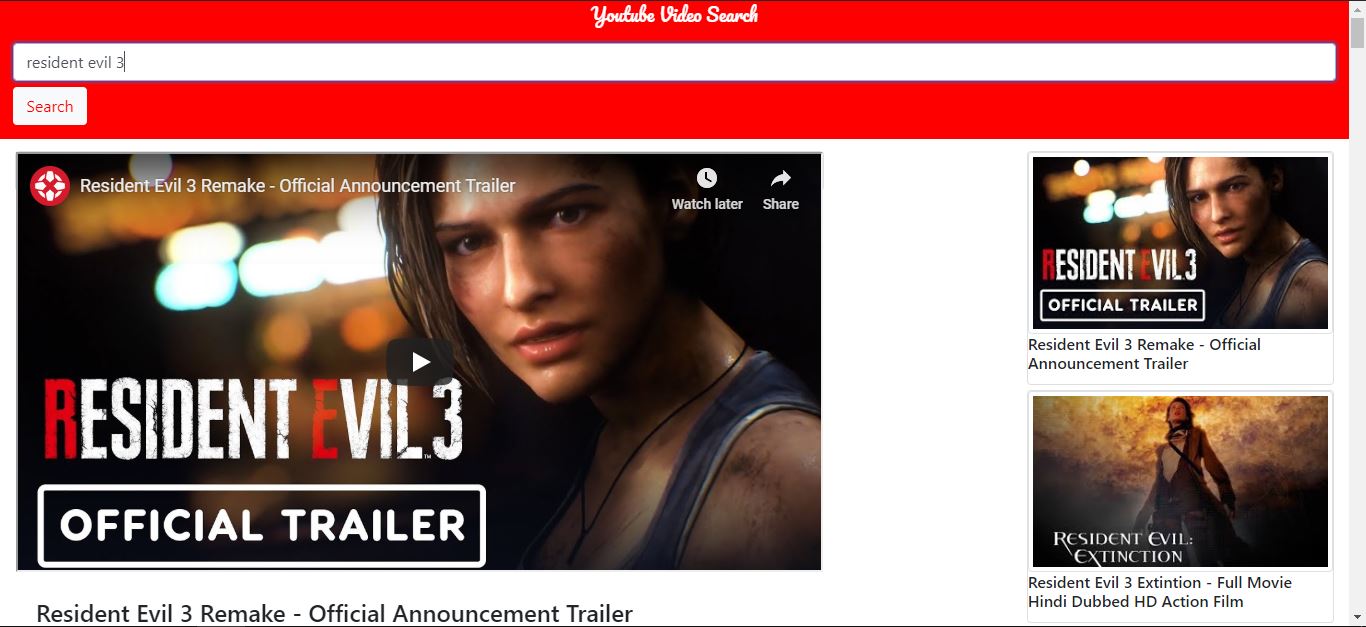 Youtube Video Search
resident evil 3
Search
Resident Evil 3 Remake - Official Announcement Trailer
Watch later
Share
RESIDENT EVIL 3™
OFFICIAL TRAILER
Resident Evil 3 Remake - Official Announcement Trailer
RESIDENT EVIL 3
OFFICIAL TRAILER
Resident Evil 3 Remake - Official
Announcement Trailer
RESIDENT EVIL:
EXTINCTION
Resident Evil 3 Extintion - Full Movie
Hindi Dubbed HD Action Film